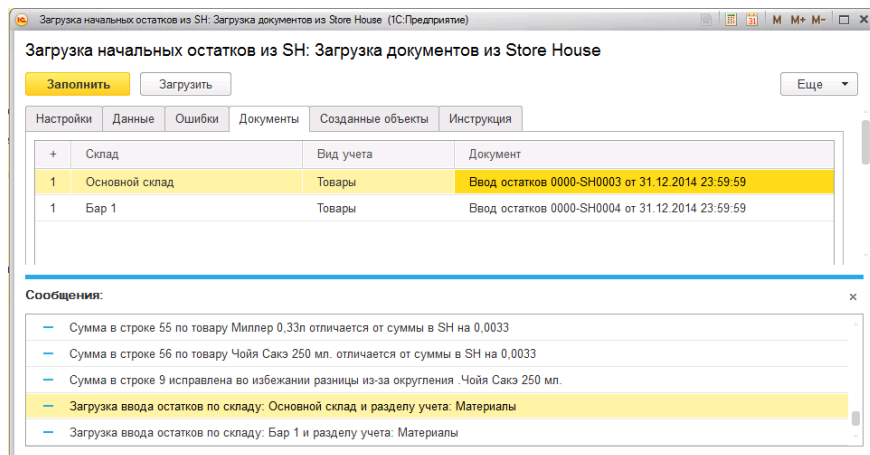 Загрузка начальных остатков из SH: Загрузка документов из Store House (1С:Предприятие)
M M+ M-
Загрузка начальных остатков из SH: Загрузка документов из Store House
Заполнить Загрузить Еще
Настройки Данные Ошибки Документы Созданные объекты Инструкция
+ Склад Вид учета Документ
1 Основной склад Товары Ввод остатков 0000-SH0003 от 31.12.2014 23:59:59
1 Бар 1 Товары Ввод остатков 0000-SH0004 от 31.12.2014 23:59:59
Сообщения:
Сумма в строке 55 по товару Миллер 0,33л отличается от суммы в SH на 0,0033
Сумма в строке 56 по товару Чойя Сакэ 250 мл. отличается от суммы в SH на 0,0033
Сумма в строке 9 исправлена во избежании разницы из-за округления .Чойя Сакэ 250 мл.
Загрузка ввода остатков по складу: Основной склад и разделу учета: Материалы
Загрузка ввода остатков по складу: Бар 1 и разделу учета: Материалы